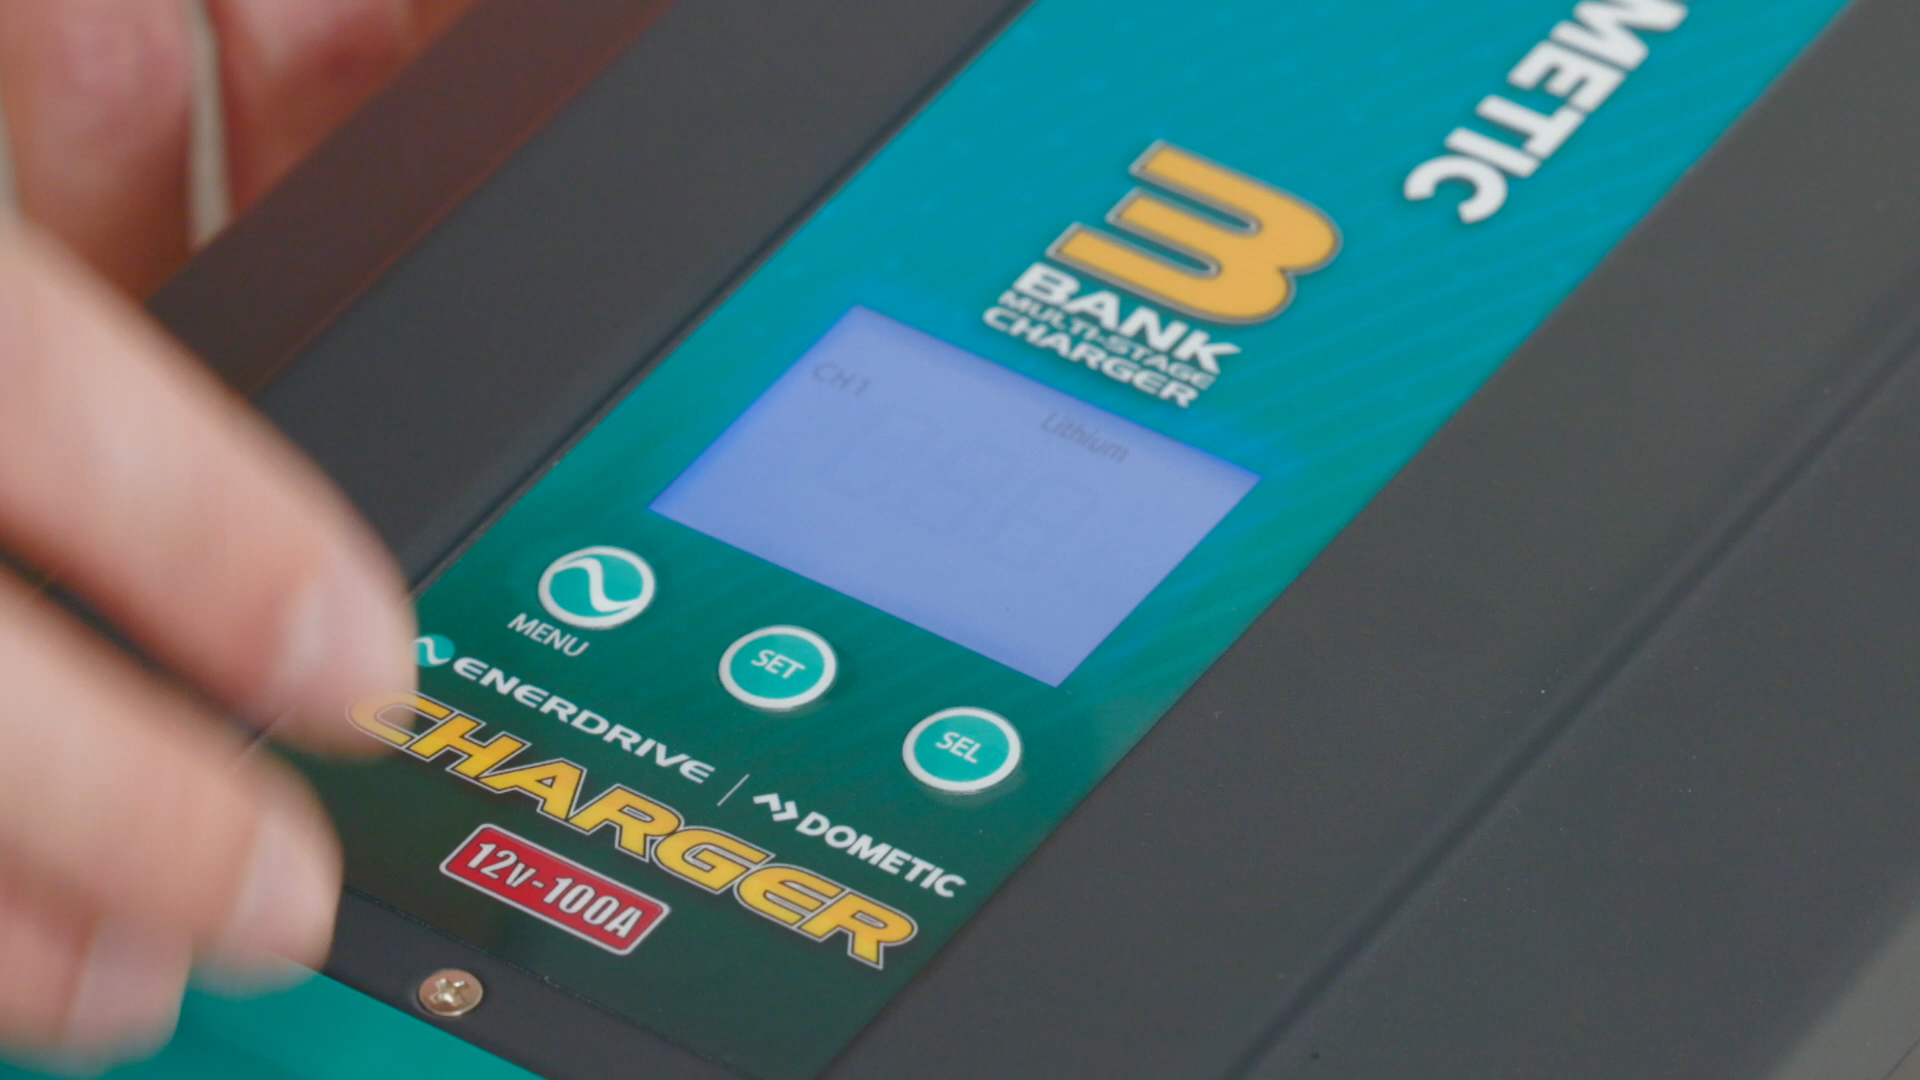 METIC
3
BANK
MULTI-STAGE
CHARGER
CH1
Lithium
MENU
SET
SEL
ENERDRIVE | DOMETIC
CHARGER
12v-100A